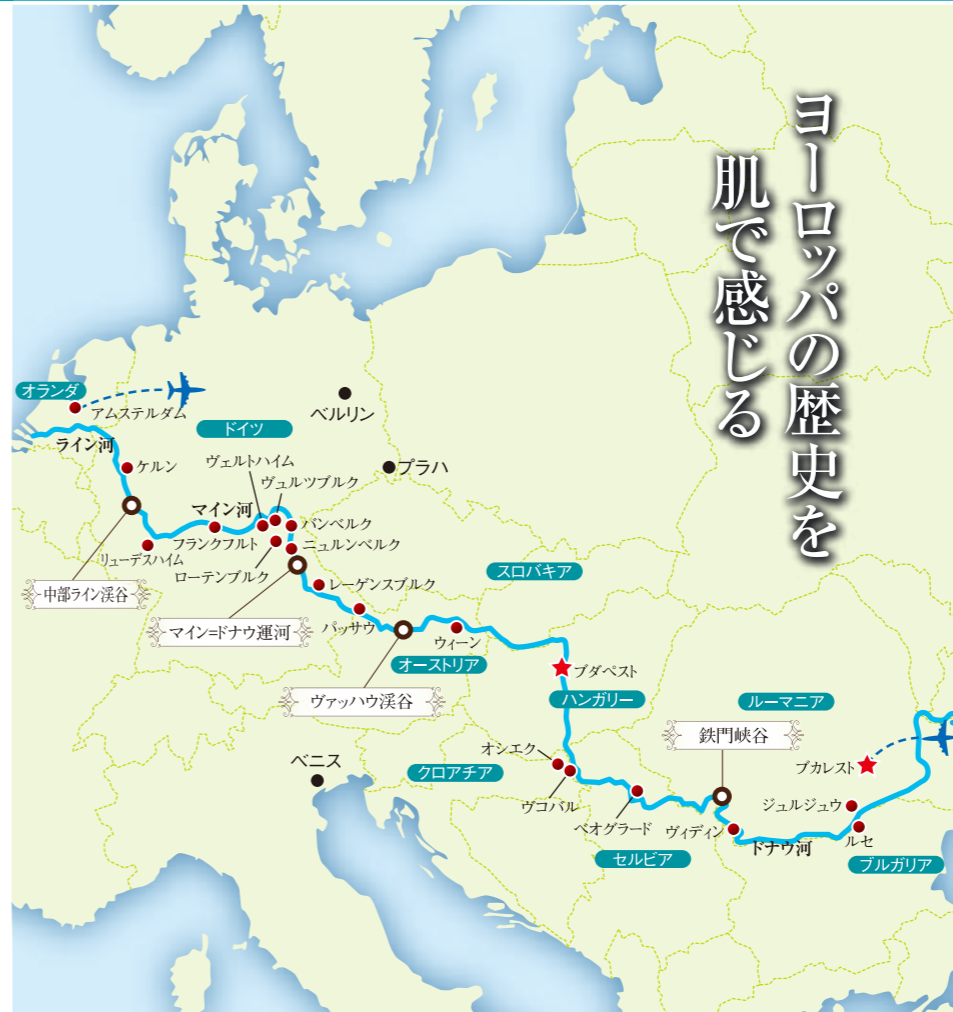 ヨーロッパの歴史を
肌で感じる
オランダ
アムステルダム
ベルリン
ドイツ
ライン河
ケルン
ヴェルトハイム
プラハ
ヴュルツブルク
マイン河
バンベルク
フランクフルト
ニュルンベルク
リューデスハイム
ローテンブルク
スロバキア
レーゲンスブルク
中部ライン渓谷
マイン=ドナウ運河
パッサウ
ウィーン
オーストリア
ブダペスト
ヴァッハウ渓谷
ハンガリー
ルーマニア
鉄門峡谷
オシエク
ベニス
クロアチア
ブカレスト
ヴコバル
ジュルジュウ
ベオグラード
ヴィディン
ドナウ河
ルセ
セルビア
ブルガリア